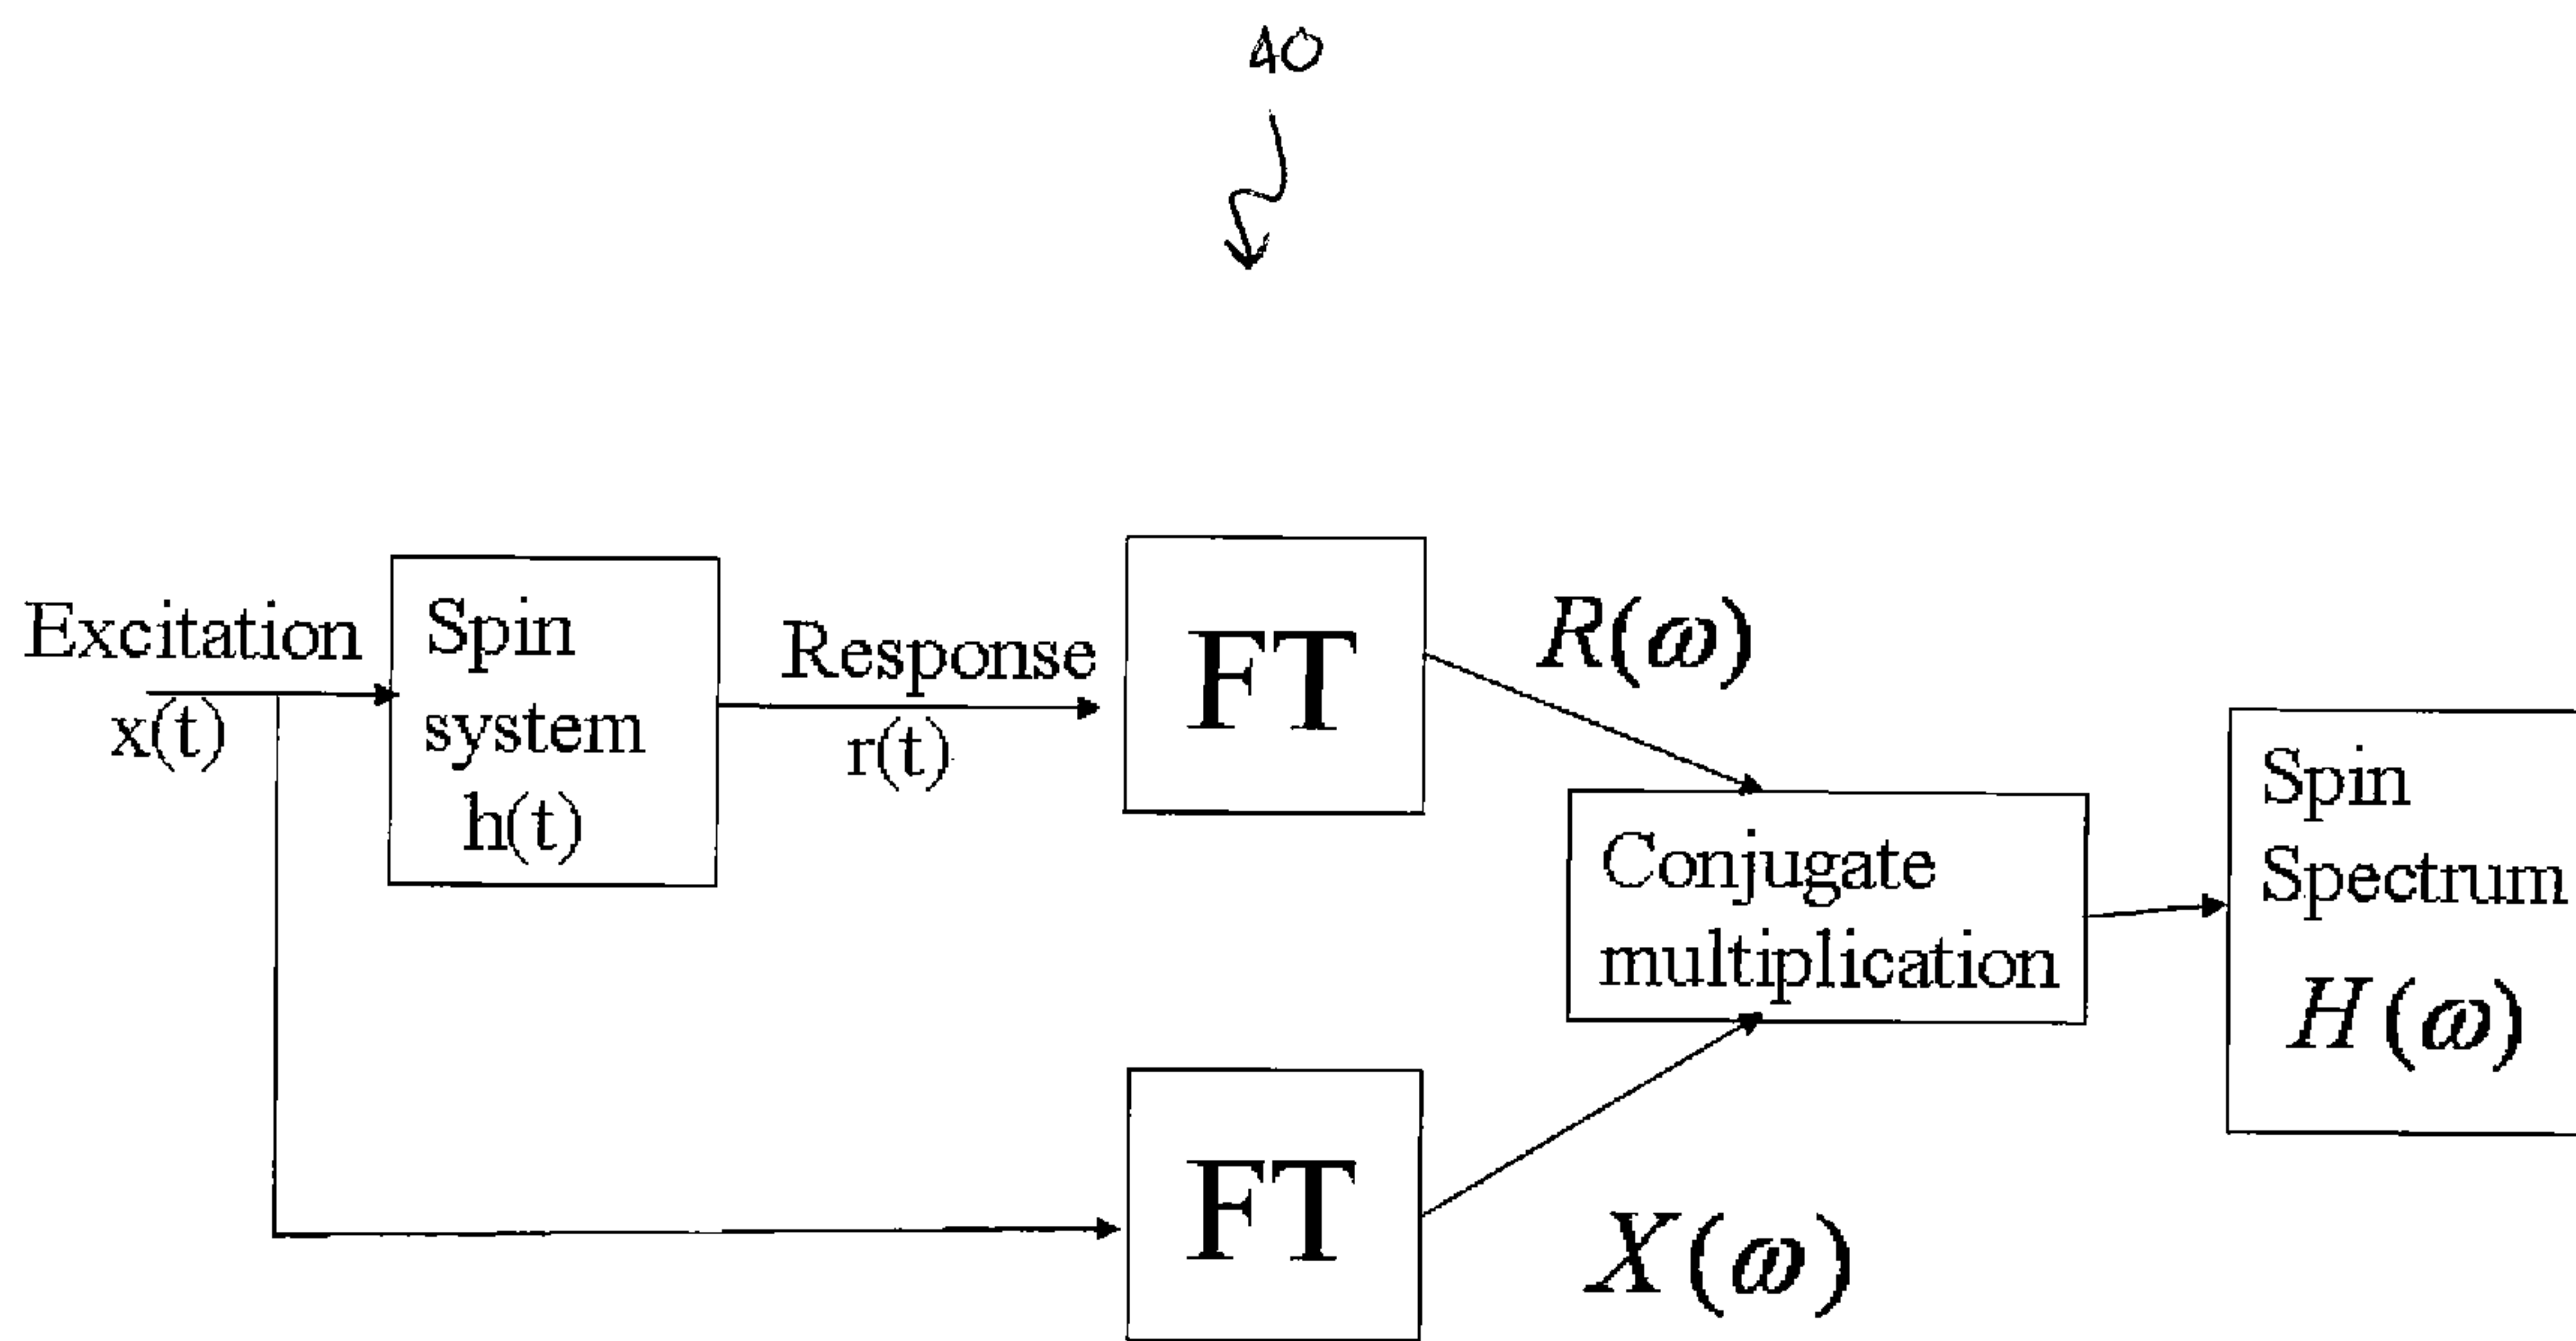 40
Excitation
x(t)
Spin
system
h(t)
Response
r(t)
FT
R(ω)
Conjugate
multiplication
Spin
Spectrum
H(ω)
FT
X(ω)